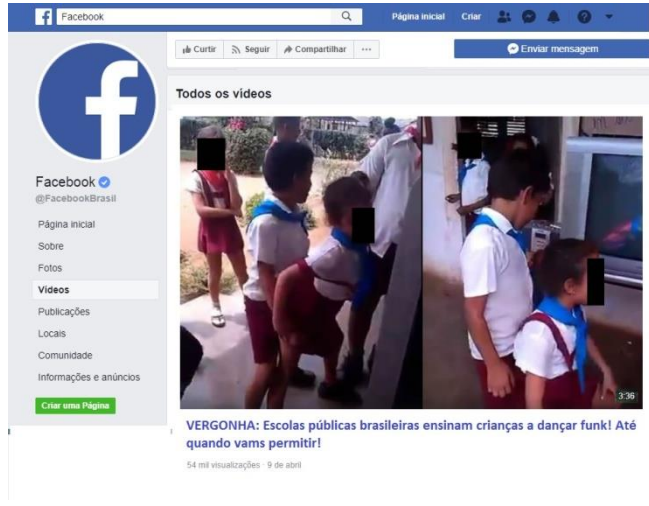 Facebook
Página inicial Criar
Curtir Seguir Compartilhar ...
Enviar mensagem
Todos os vídeos
Facebook
@FacebookBrasil
Página inicial
Sobre
Fotos
Vídeos
Publicações
Locais
Comunidade
Informações e anúncios
Criar uma Página
3:36
VERGONHA: Escolas públicas brasileiras ensinam crianças a dançar funk! Até
quando vams permitir!
54 mil visualizações · 9 de abril